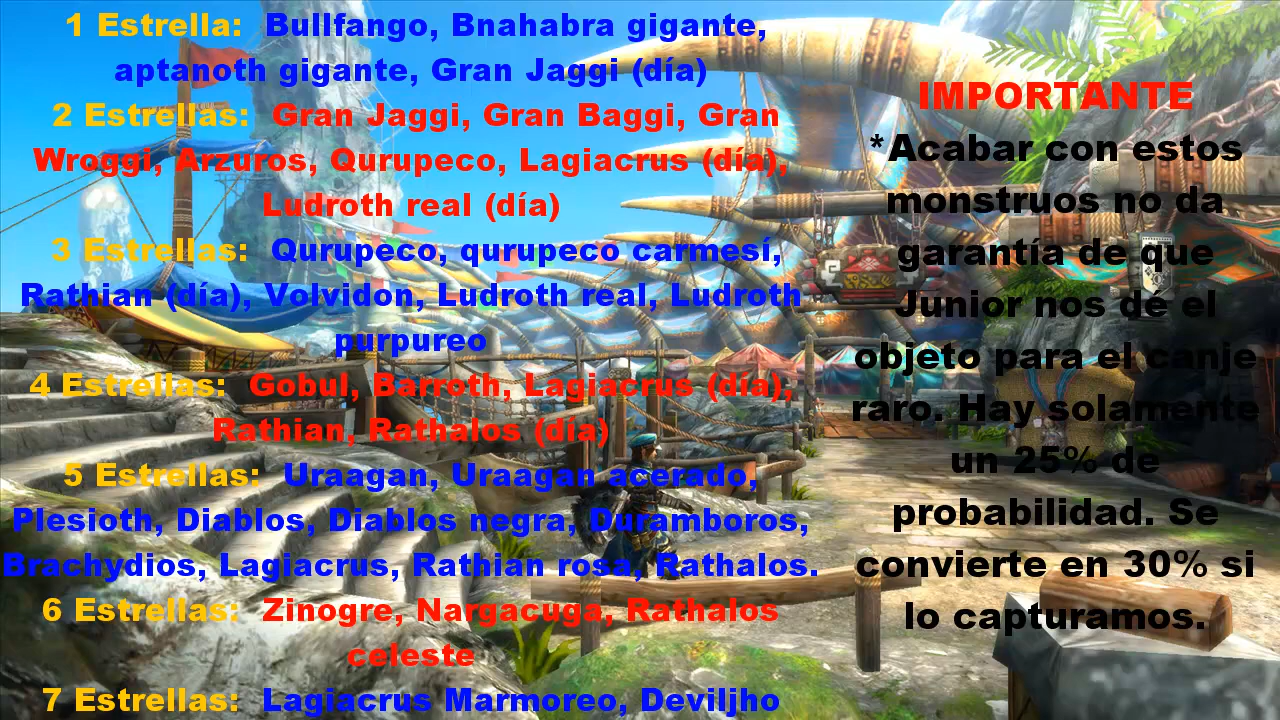 1 Estrella: Bullfango, Bnahabra gigante,
aptanoth gigante, Gran Jaggi (día)
2 Estrellas: Gran Jaggi, Gran Baggi, Gran
Wroggi, Arzuros, Qurupeco, Lagiacrus (día),
Ludroth real (día)
3 Estrellas: Qurupeco, qurupeco carmesí,
Rathian (día), Volvidon, Ludroth real, Ludroth
purpureo
4 Estrellas: Gobul, Barroth, Lagiacrus (día),
Rathian, Rathalos (día)
5 Estrellas: Uraagan, Uraagan acerado,
Plesioth, Diablos, Diablos negra, Duramboros,
Brachydios, Lagiacrus, Rathian rosa, Rathalos.
6 Estrellas: Zinogre, Nargacuga, Rathalos
celeste
7 Estrellas: Lagiacrus Marmoreo, Deviljho
IMPORTANTE
*Acabar con estos
monstruos no da
garantía de que
Junior nos dé el
objeto para el canje
raro. Hay solamente
un 25% de
probabilidad. Se
convierte en 30% si
lo capturamos.